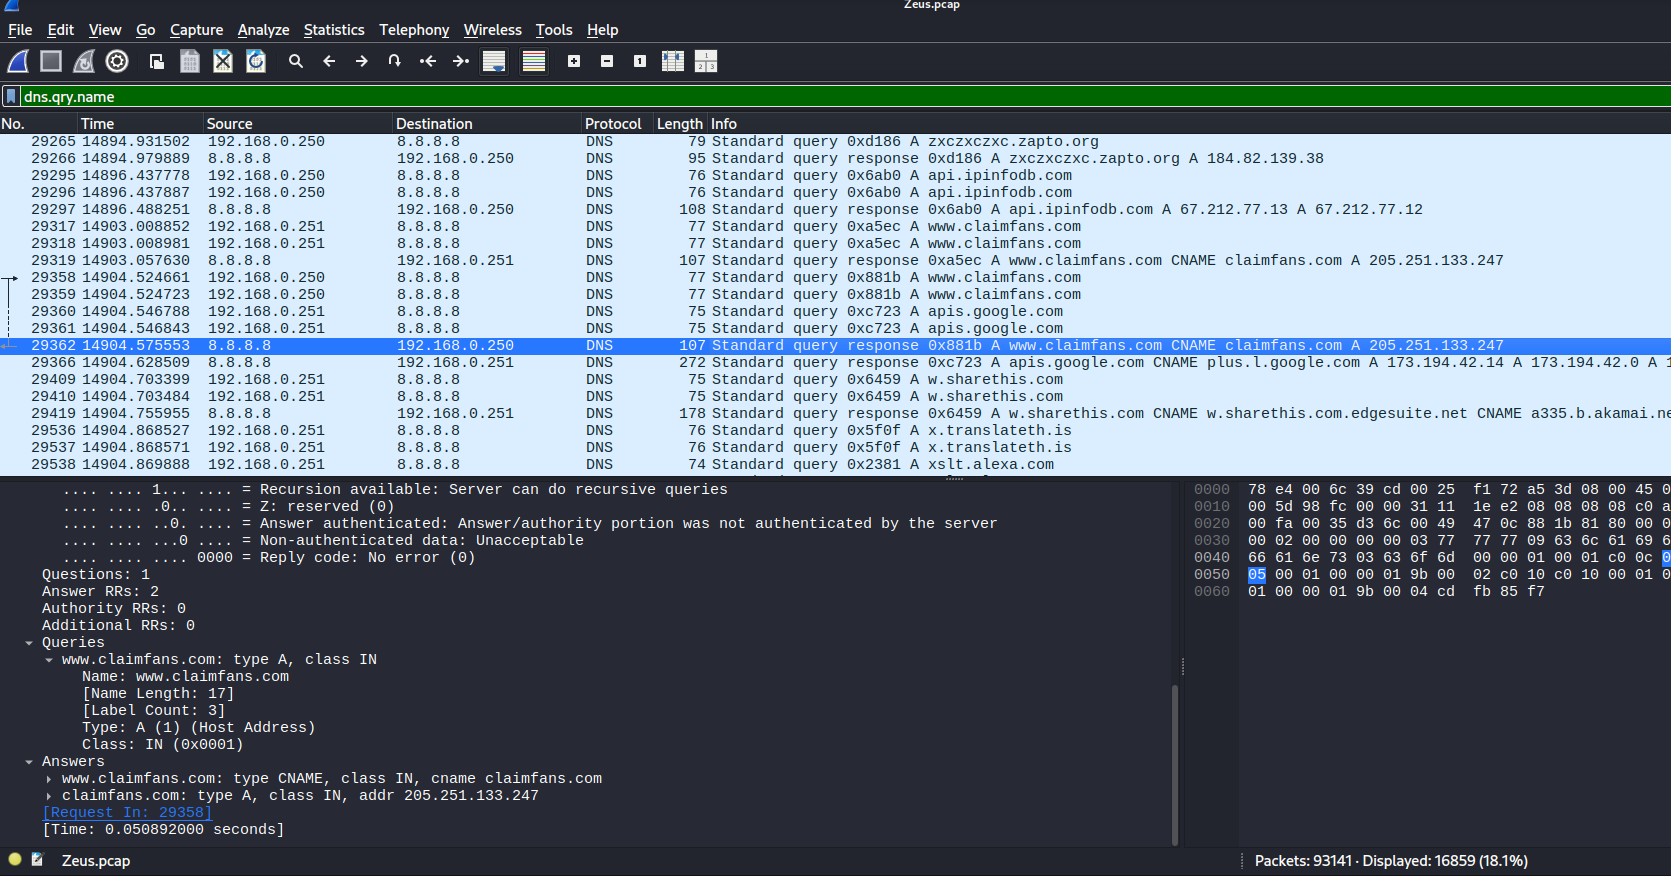 Zeus.pcap
File Edit View Go Capture Analyze Statistics Telephony Wireless Tools Help
dns.qry.name
No. Time Source Destination Protocol Length Info
29265 14894.931502 192.168.0.250 8.8.8.8 DNS 79 Standard query 0xd186 A zxczxczxc.zapto.org
29266 14894.979889 8.8.8.8 192.168.0.250 DNS 95 Standard query response 0xd186 A zxczxczxc.zapto.org A 184.82.139.38
29295 14896.437778 192.168.0.250 8.8.8.8 DNS 76 Standard query 0x6ab0 A api.ipinfodb.com
29296 14896.437887 192.168.0.250 8.8.8.8 DNS 76 Standard query 0x6ab0 A api.ipinfodb.com
29297 14896.488251 8.8.8.8 192.168.0.250 DNS 108 Standard query response 0x6ab0 A api.ipinfodb.com A 67.212.77.13 A 67.212.77.12
29317 14903.008852 192.168.0.251 8.8.8.8 DNS 77 Standard query 0xa5ec A www.claimfans.com
29318 14903.008981 192.168.0.251 8.8.8.8 DNS 77 Standard query 0xa5ec A www.claimfans.com
29319 14903.057630 8.8.8.8 192.168.0.251 DNS 107 Standard query response 0xa5ec A www.claimfans.com CNAME claimfans.com A 205.251.133.247
29358 14904.524661 192.168.0.250 8.8.8.8 DNS 77 Standard query 0x881b A www.claimfans.com
29359 14904.524723 192.168.0.250 8.8.8.8 DNS 77 Standard query 0x881b A www.claimfans.com
29360 14904.546788 192.168.0.251 8.8.8.8 DNS 75 Standard query 0xc723 A apis.google.com
29361 14904.546843 192.168.0.251 8.8.8.8 DNS 75 Standard query 0xc723 A apis.google.com
29362 14904.575553 8.8.8.8 192.168.0.250 DNS 107 Standard query response 0x881b A www.claimfans.com CNAME claimfans.com A 205.251.133.247
29366 14904.628509 8.8.8.8 192.168.0.251 DNS 272 Standard query response 0xc723 A apis.google.com CNAME plus.l.google.com A 173.194.42.14 A 173.194.42.0 A 1
29409 14904.703399 192.168.0.251 8.8.8.8 DNS 75 Standard query 0x6459 A w.sharethis.com
29410 14904.703484 192.168.0.251 8.8.8.8 DNS 75 Standard query 0x6459 A w.sharethis.com
29419 14904.755955 8.8.8.8 192.168.0.251 DNS 178 Standard query response 0x6459 A w.sharethis.com CNAME w.sharethis.com.edgesuite.net CNAME a335.b.akamai.ne
29536 14904.868527 192.168.0.251 8.8.8.8 DNS 76 Standard query 0x5f0f A x.translateth.is
29537 14904.868571 192.168.0.251 8.8.8.8 DNS 76 Standard query 0x5f0f A x.translateth.is
29538 14904.869888 192.168.0.251 8.8.8.8 DNS 74 Standard query 0x2381 A xslt.alexa.com
.... .... 1... .... = Recursion available: Server can do recursive queries
.... .... .0.. .... = Z: reserved (0)
.... .... ..0. .... = Answer authenticated: Answer/authority portion was not authenticated by the server
.... .... ...0 .... = Non-authenticated data: Unacceptable
.... .... .... 0000 = Reply code: No error (0)
Questions: 1
Answer RRs: 2
Authority RRs: 0
Additional RRs: 0
Queries
www.claimfans.com: type A, class IN
Name: www.claimfans.com
[Name Length: 17]
[Label Count: 3]
Type: A (1) (Host Address)
Class: IN (0x0001)
Answers
www.claimfans.com: type CNAME, class IN, cname claimfans.com
claimfans.com: type A, class IN, addr 205.251.133.247
[Request In: 29358]
[Time: 0.050892000 seconds]
0000 78 e4 00 6c 39 cd 00 25 f1 72 a5 3d 08 00 45 0
0010 00 5d 98 fc 00 00 31 11 1e e2 08 08 08 08 c0 a
0020 00 fa 00 35 d3 6c 00 49 47 0c 88 1b 81 80 00 0
0030 00 02 00 00 00 00 03 77 77 77 09 63 6c 61 69 6
0040 66 61 6e 73 03 63 6f 6d 00 00 01 00 01 c0 0c 0
0050 05 00 01 00 00 01 9b 00 02 c0 10 c0 10 00 01 0
0060 01 00 00 01 9b 00 04 cd fb 85 f7
Zeus.pcap
Packets: 93141 · Displayed: 16859 (18.1%)